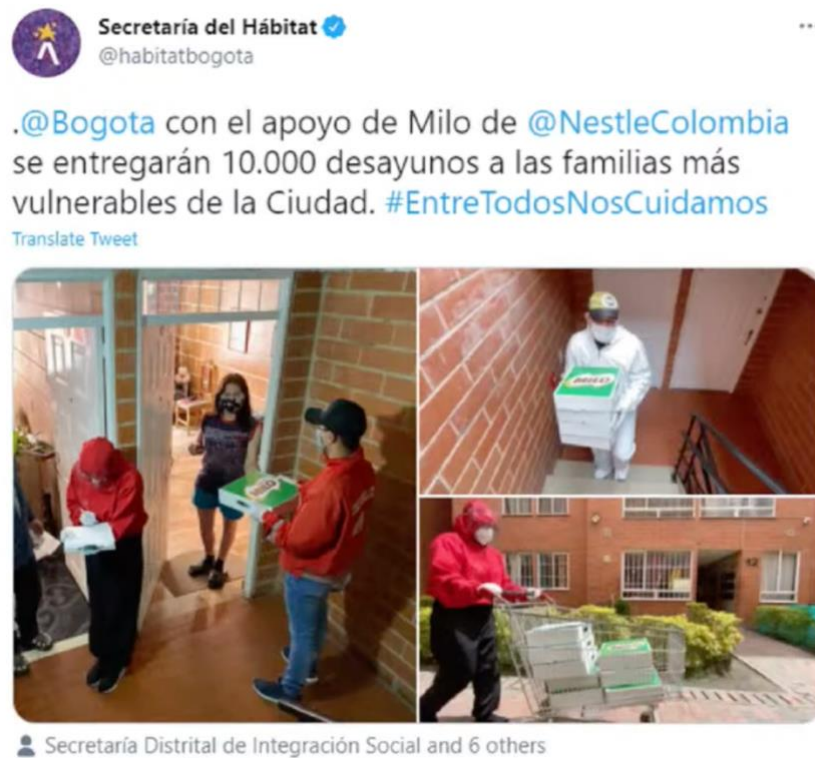 Secretaría del Hábitat
@habitatbogota
.@Bogota con el apoyo de Milo de @NestleColombia
se entregarán 10.000 desayunos a las familias más
vulnerables de la Ciudad. #EntreTodosNosCuidamos
Translate Tweet
MILO
MILO
12
Secretaría Distrital de Integración Social and 6 others